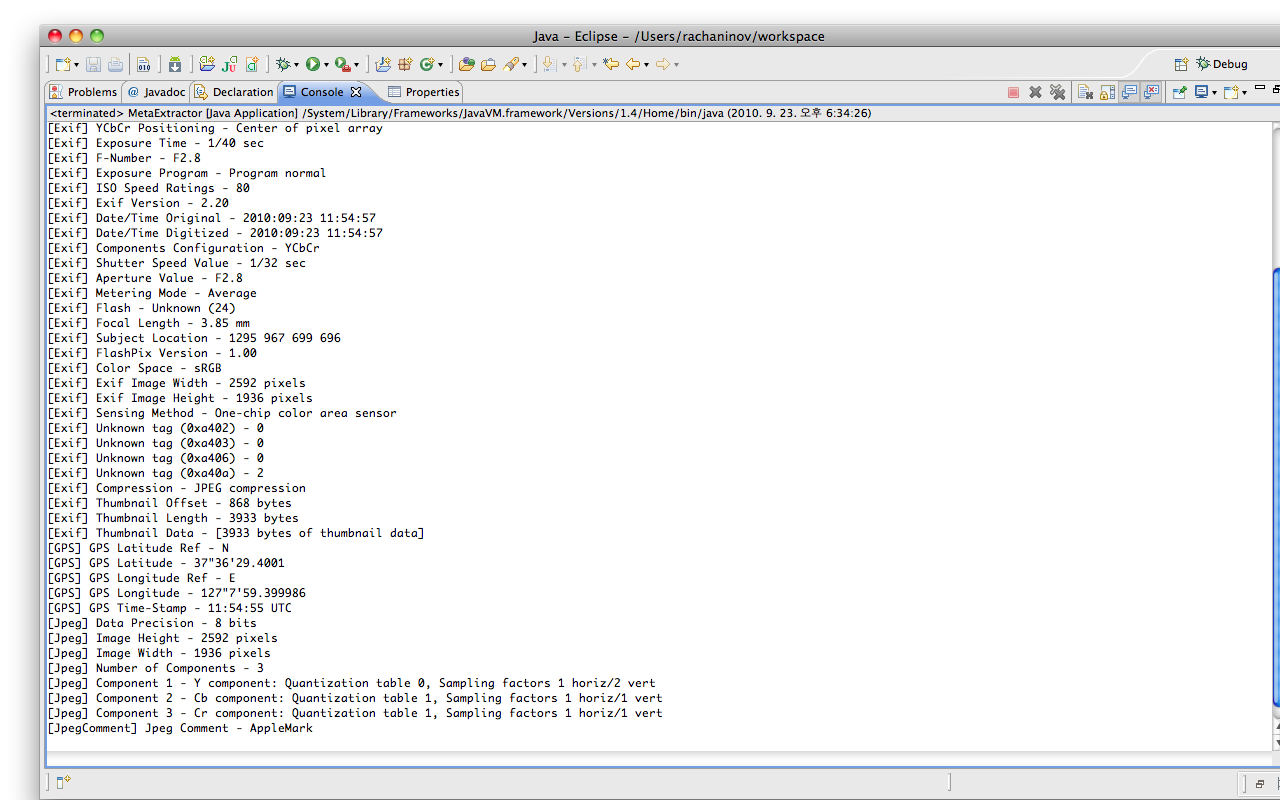 Java - Eclipse - /Users/rachaninov/workspace
Debug
Problems @ Javadoc Declaration Console Properties
<terminated> MetaExtractor [Java Application] /System/Library/Frameworks/JavaVM.framework/Versions/1.4/Home/bin/java (2010. 9. 23. 오후 6:34:26)
[Exif] YCbCr Positioning - Center of pixel array
[Exif] Exposure Time - 1/40 sec
[Exif] F-Number - F2.8
[Exif] Exposure Program - Program normal
[Exif] ISO Speed Ratings - 80
[Exif] Exif Version - 2.20
[Exif] Date/Time Original - 2010:09:23 11:54:57
[Exif] Date/Time Digitized - 2010:09:23 11:54:57
[Exif] Components Configuration - YCbCr
[Exif] Shutter Speed Value - 1/32 sec
[Exif] Aperture Value - F2.8
[Exif] Metering Mode - Average
[Exif] Flash - Unknown (24)
[Exif] Focal Length - 3.85 mm
[Exif] Subject Location - 1295 967 699 696
[Exif] FlashPix Version - 1.00
[Exif] Color Space - sRGB
[Exif] Exif Image Width - 2592 pixels
[Exif] Exif Image Height - 1936 pixels
[Exif] Sensing Method - One-chip color area sensor
[Exif] Unknown tag (0xa402) - 0
[Exif] Unknown tag (0xa403) - 0
[Exif] Unknown tag (0xa406) - 0
[Exif] Unknown tag (0xa40a) - 2
[Exif] Compression - JPEG compression
[Exif] Thumbnail Offset - 868 bytes
[Exif] Thumbnail Length - 3933 bytes
[Exif] Thumbnail Data - [3933 bytes of thumbnail data]
[GPS] GPS Latitude Ref - N
[GPS] GPS Latitude - 37"36'29.4001
[GPS] GPS Longitude Ref - E
[GPS] GPS Longitude - 127"7'59.399986
[GPS] GPS Time-Stamp - 11:54:55 UTC
[Jpeg] Data Precision - 8 bits
[Jpeg] Image Height - 2592 pixels
[Jpeg] Image Width - 1936 pixels
[Jpeg] Number of Components - 3
[Jpeg] Component 1 - Y component: Quantization table 0, Sampling factors 1 horiz/2 vert
[Jpeg] Component 2 - Cb component: Quantization table 1, Sampling factors 1 horiz/1 vert
[Jpeg] Component 3 - Cr component: Quantization table 1, Sampling factors 1 horiz/1 vert
[JpegComment] Jpeg Comment - AppleMark